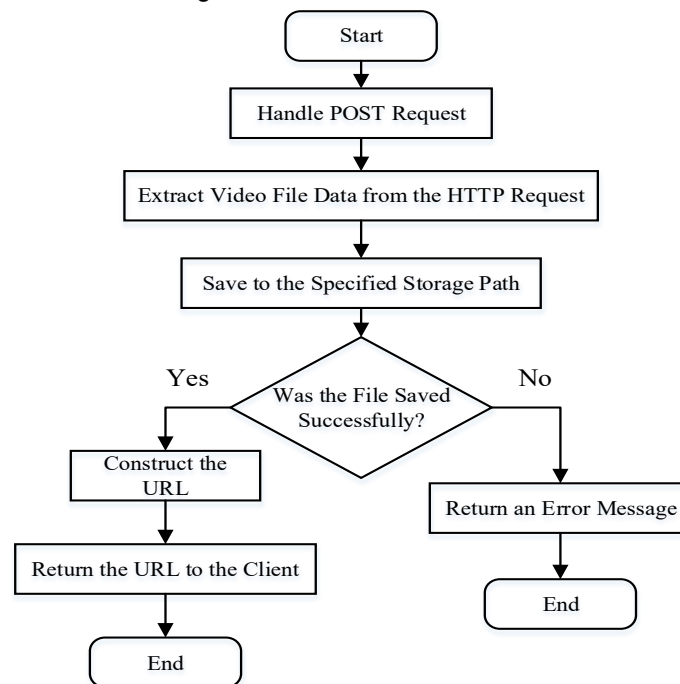 Start
Handle POST Request
Extract Video File Data from the HTTP Request
Save to the Specified Storage Path
Yes
No
Was the File Saved
Successfully?
Construct the
URL
Return an Error Message
Return the URL to the Client
End
End